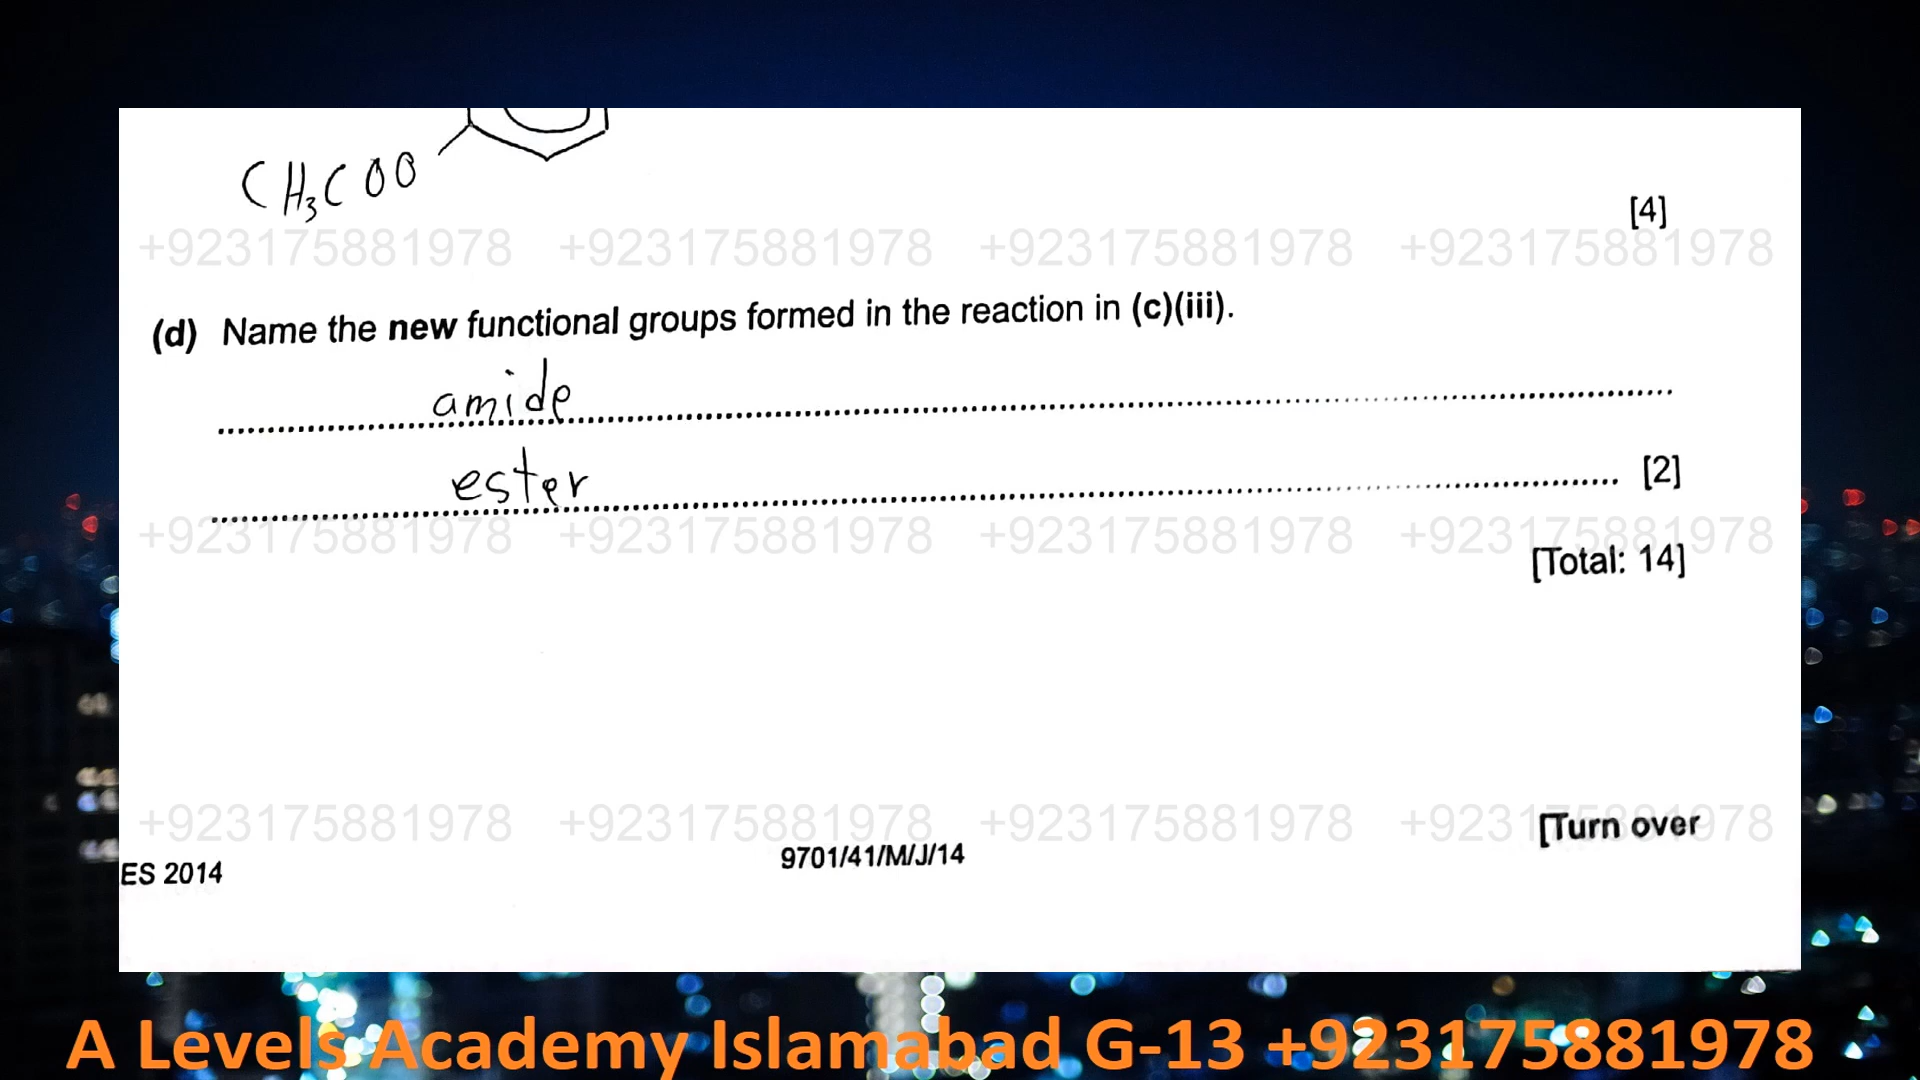 CH₃COO
[4]
+923175881978 +923175881978 +923175881978 +923175881978
(d) Name the new functional groups formed in the reaction in (c)(iii).
amide
ester [2]
+923175881978 +923175881978 +923175881978 +923175881978
[Total: 14]
+923175881978 +923175881978 +923175881978 +923175881978
[Turn over
ES 2014 9701/41/M/J/14
A Levels Academy Islamabad G-13 +923175881978